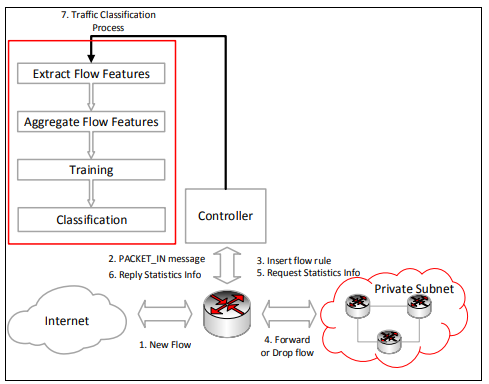 7. Traffic Classification
Process
Extract Flow Features
Aggregate Flow Features
Training
Classification
Controller
2. PACKET_IN message
6. Reply Statistics Info
3. Insert flow rule
5. Request Statistics Info
Private Subnet
Internet
1. New Flow
4. Forward
or Drop flow